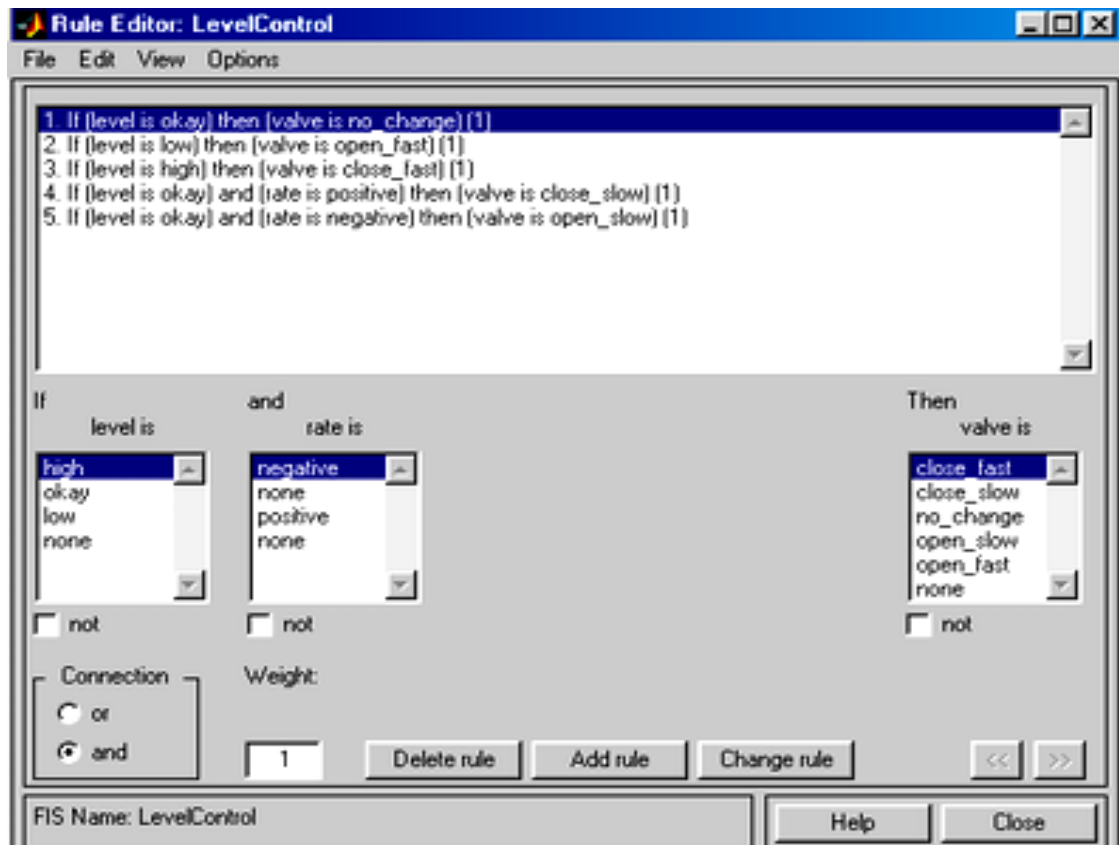 Rule Editor: LevelControl
File Edit View Options
1. If (level is okay) then (valve is no_change) (1)
2. If (level is low) then (valve is open_fast) (1)
3. If (level is high) then (valve is close_fast) (1)
4. If (level is okay) and (rate is positive) then (valve is close_slow) (1)
5. If (level is okay) and (rate is negative) then (valve is open_slow) (1)
If and Then
level is rate is valve is
high negative close_fast
okay none close_slow
low positive no_change
none none open_slow
open_fast
none
not not not
Connection Weight:
or
and 1 Delete rule Add rule Change rule << >>
FIS Name: LevelControl Help Close